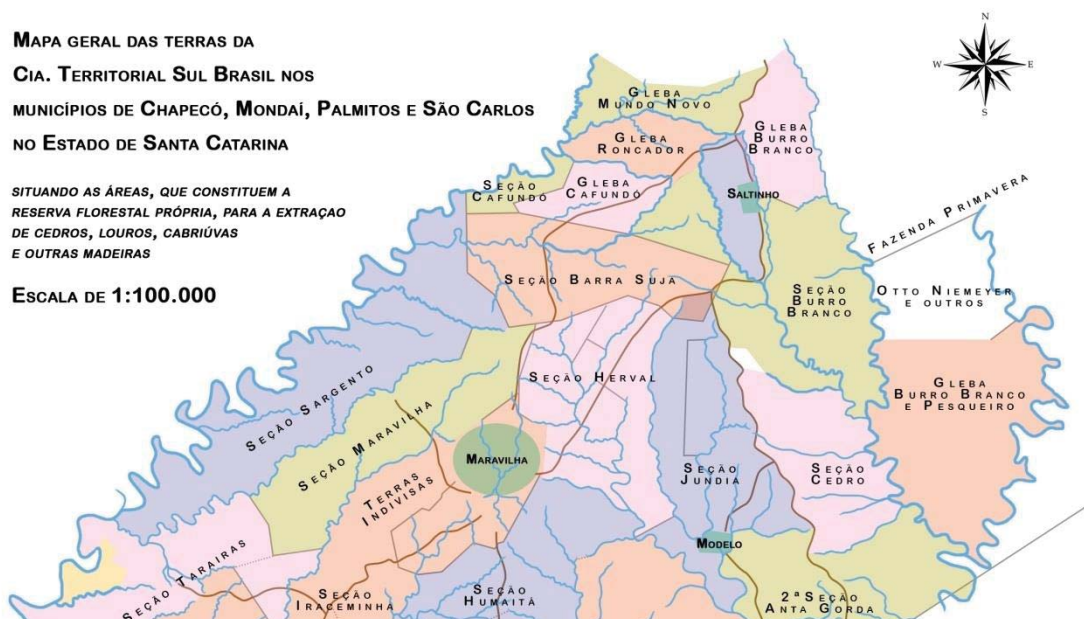 MAPA GERAL DAS TERRAS DA
CIA. TERRITORIAL SUL BRASIL NOS
MUNICÍPIOS DE CHAPECÓ, MONDAÍ, PALMITOS E SÃO CARLOS
NO ESTADO DE SANTA CATARINA
SITUANDO AS ÁREAS, QUE CONSTITUEM A
RESERVA FLORESTAL PRÓPRIA, PARA A EXTRAÇAO
DE CEDROS, LOUROS, CABRIÚVAS
E OUTRAS MADEIRAS
ESCALA DE 1:100.000
N
W
E
S
GLEBA
MUNDO NOVO
GLEBA
RONCADOR
GLEBA
BURRO
BRANCO
SEÇÃO
CAFUNDÓ
GLEBA
CAFUNDÓ
SALTINHO
FAZENDA PRIMAVERA
SEÇÃO BARRA SUJA
SEÇÃO
BURRO
BRANCO
OTTO NIEMEYER
E OUTROS
SEÇÃO SARGENTO
SEÇÃO HERVAL
GLEBA
BURRO BRANCO
E PESQUEIRO
SEÇÃO MARAVILHA
MARAVILHA
TERRAS
INDIVISAS
SEÇÃO
JUNDIÁ
SEÇÃO
CEDRO
MODELO
SEÇÃO TARAIRAS
SEÇÃO
IRACEMINHA
SEÇÃO
HUMAITÁ
2ª SEÇÃO
ANTA GORDA